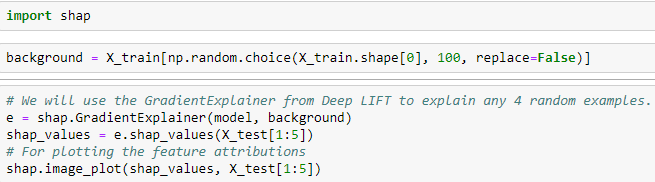 import shap
background = X_train[np.random.choice(X_train.shape[0], 100, replace=False)]
# We will use the GradientExplainer from Deep LIFT to explain any 4 random examples.
e = shap.GradientExplainer(model, background)
shap_values = e.shap_values(X_test[1:5])
# For plotting the feature attributions
shap.image_plot(shap_values, X_test[1:5])